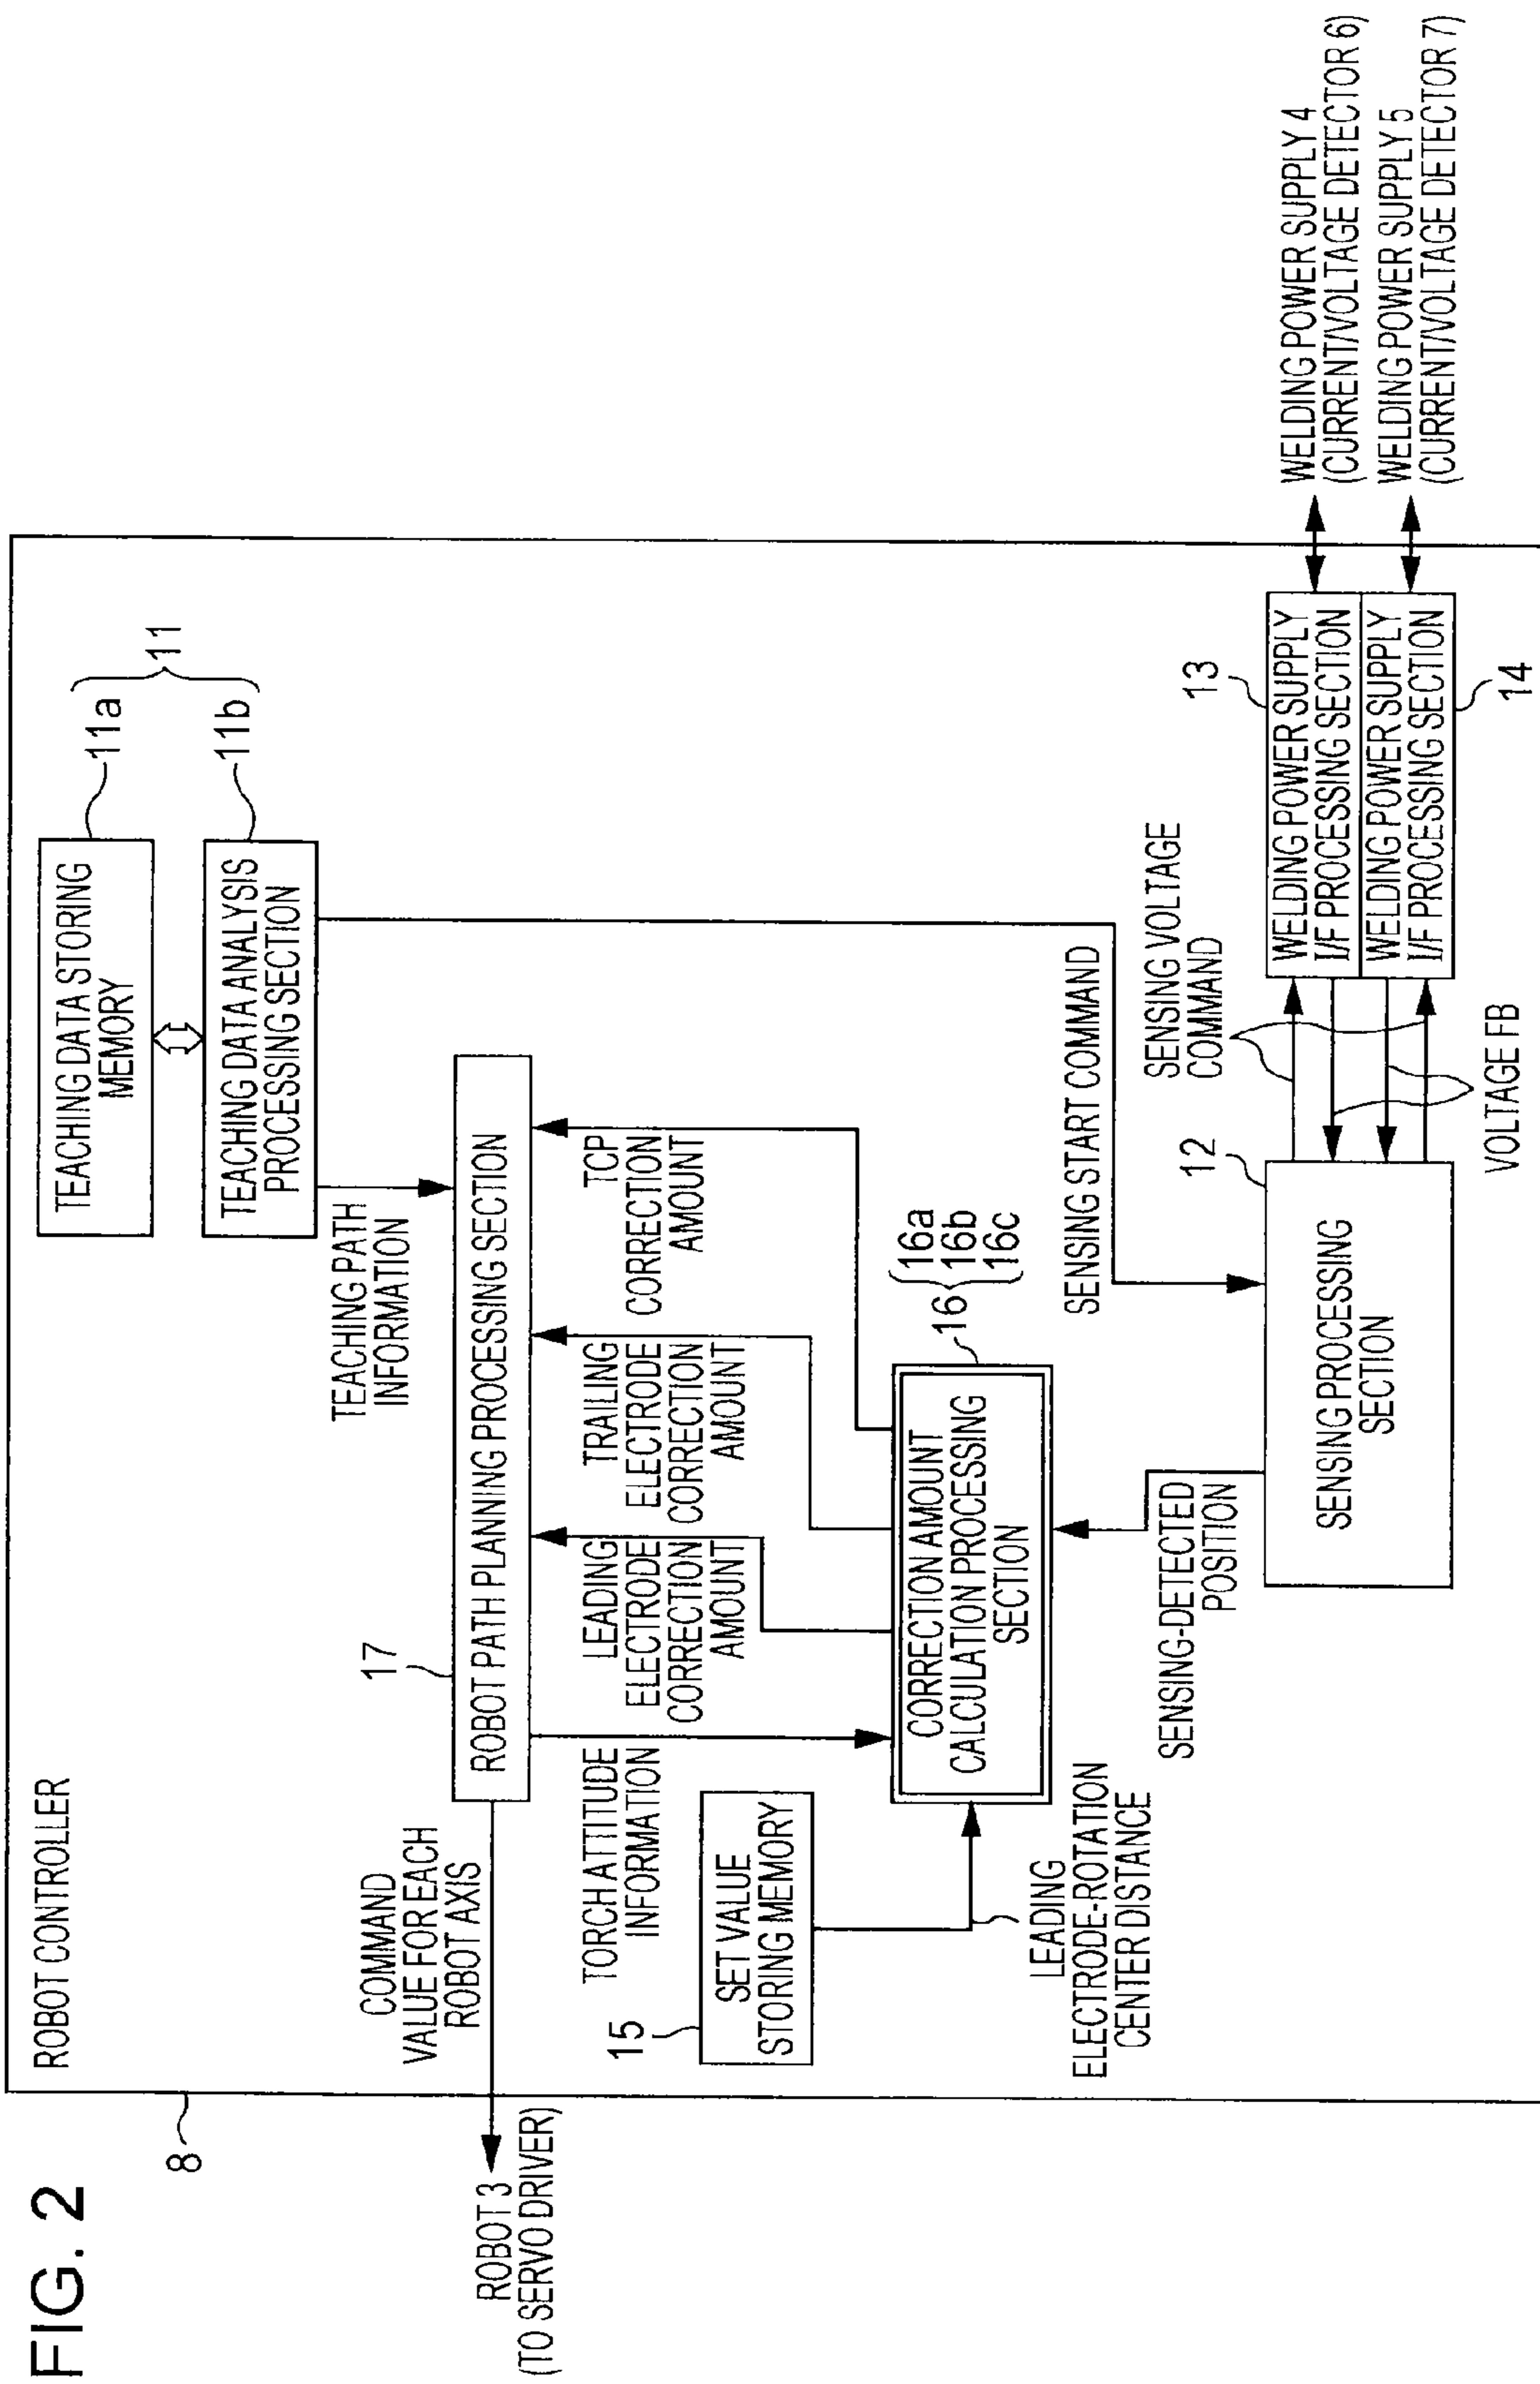 FIG. 2
8
ROBOT CONTROLLER
TEACHING DATA STORING
MEMORY
11a
11
TEACHING DATA ANALYSIS
PROCESSING SECTION
11b
TEACHING PATH
INFORMATION
COMMAND
VALUE FOR EACH
ROBOT AXIS
17
ROBOT 3
(TO SERVO DRIVER)
ROBOT PATH PLANNING PROCESSING SECTION
TORCH ATTITUDE
INFORMATION
LEADING
ELECTRODE
CORRECTION
AMOUNT
TRAILING
ELECTRODE
CORRECTION
AMOUNT
TCP
CORRECTION
AMOUNT
15
SET VALUE
STORING MEMORY
16
16a
16b
16c
CORRECTION AMOUNT
CALCULATION PROCESSING
SECTION
LEADING
ELECTRODE-ROTATION
CENTER DISTANCE
SENSING START COMMAND
SENSING-DETECTED
POSITION
SENSING VOLTAGE
COMMAND
12
SENSING PROCESSING
SECTION
VOLTAGE FB
13
WELDING POWER SUPPLY
I/F PROCESSING SECTION
WELDING POWER SUPPLY
I/F PROCESSING SECTION
14
WELDING POWER SUPPLY 4
(CURRENT/VOLTAGE DETECTOR 6)
WELDING POWER SUPPLY 5
(CURRENT/VOLTAGE DETECTOR 7)